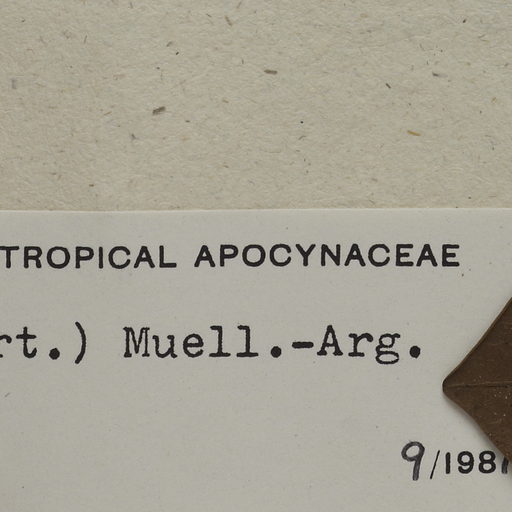 TROPICAL APOCYNACEAE
rt.) Muell.-Arg.
9/198